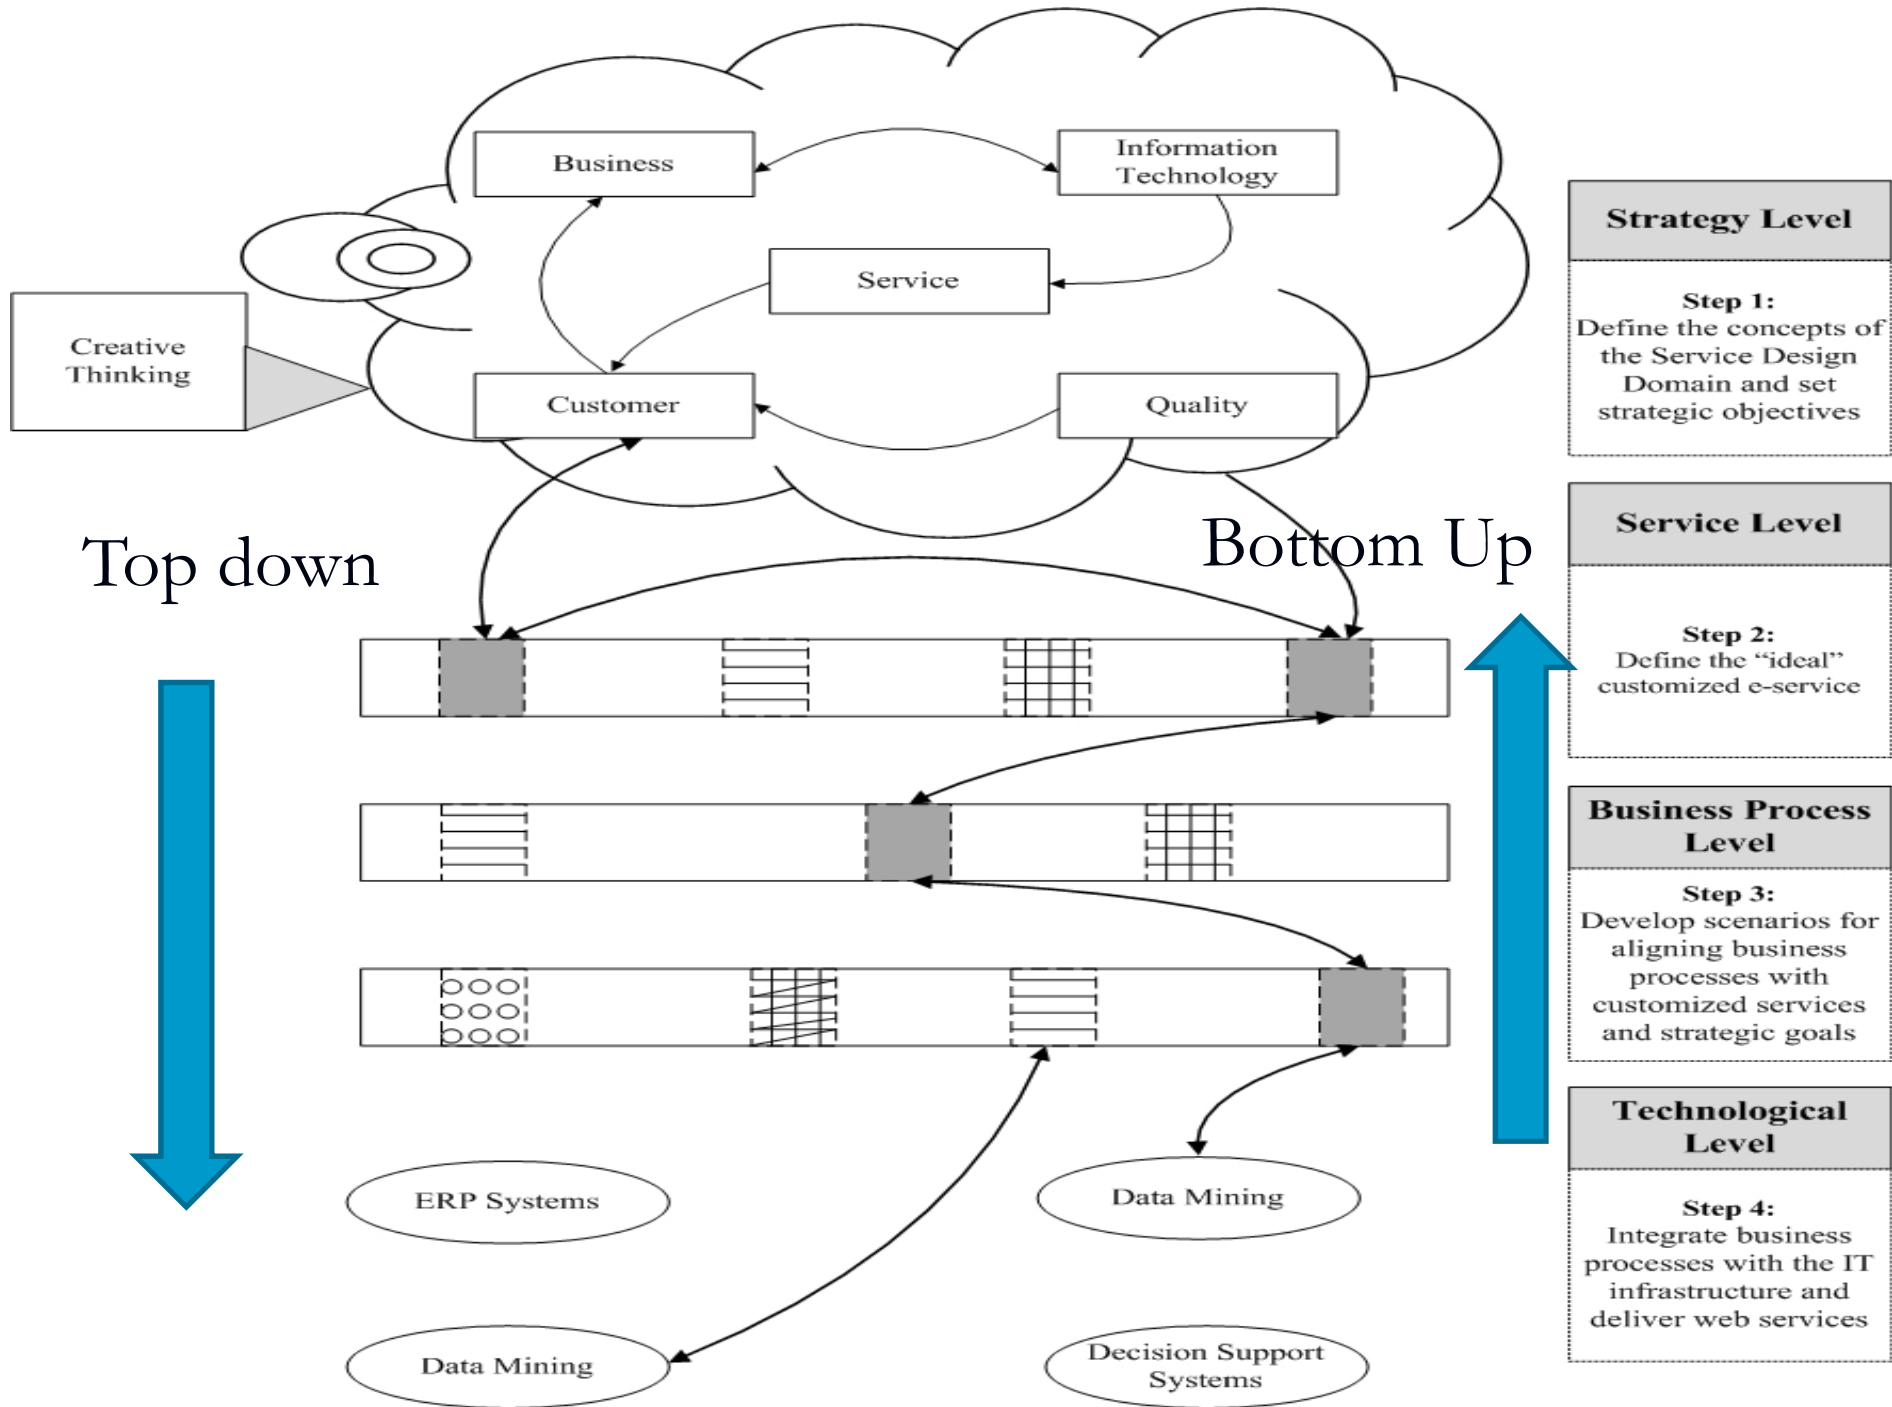 Business
Information
Technology
Service
Creative
Thinking
Customer
Quality
Top down
Bottom Up
ERP Systems
Data Mining
Data Mining
Decision Support
Systems
Strategy Level
Step 1:
Define the concepts of
the Service Design
Domain and set
strategic objectives
Service Level
Step 2:
Define the “ideal”
customized e-service
Business Process
Level
Step 3:
Develop scenarios for
aligning business
processes with
customized services
and strategic goals
Technological
Level
Step 4:
Integrate business
processes with the IT
infrastructure and
deliver web services